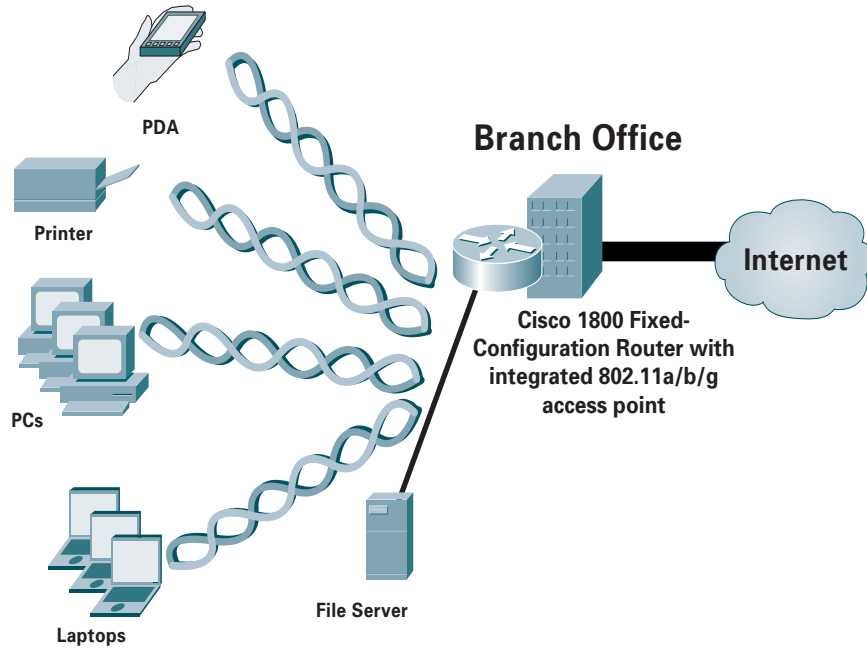 PDA
Branch Office
Printer
Internet
Cisco 1800 Fixed-
Configuration Router with
integrated 802.11a/b/g
access point
PCs
File Server
Laptops